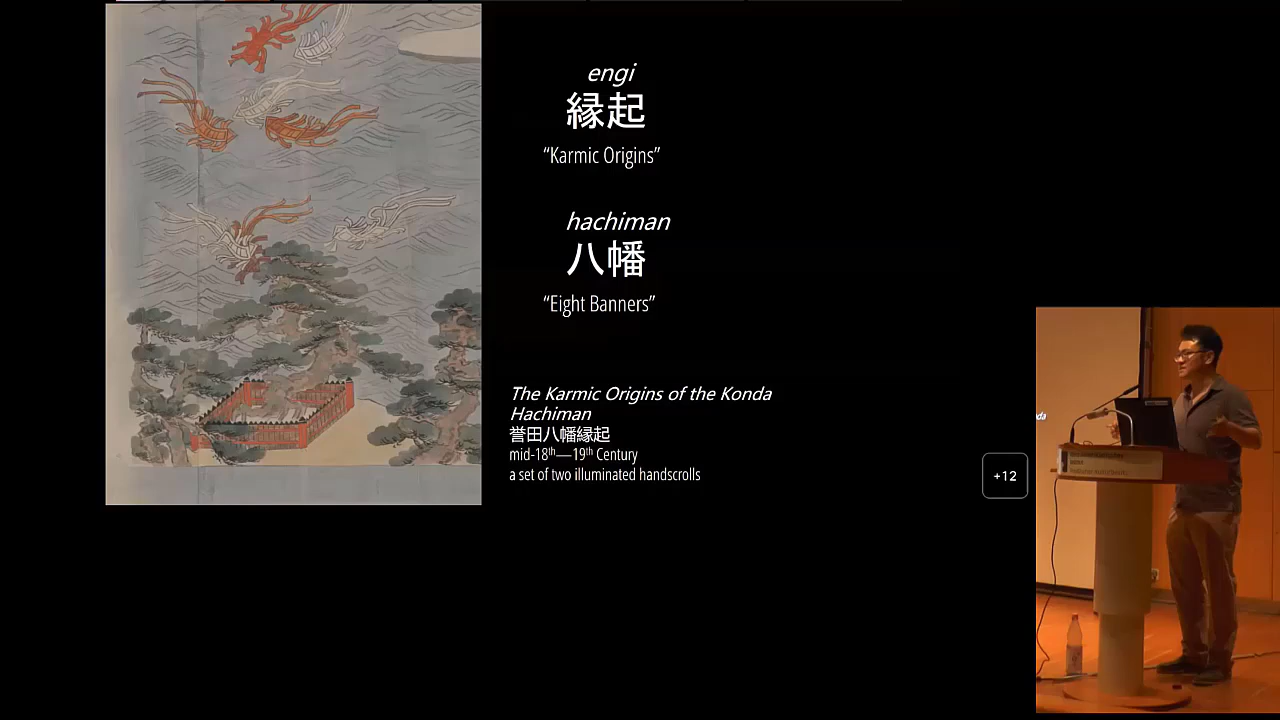 engi
縁起
“Karmic Origins”
hachiman
八幡
“Eight Banners”
The Karmic Origins of the Konda
Hachiman
誉田八幡縁起
mid-18th—19th Century
a set of two illuminated handscrolls
+12